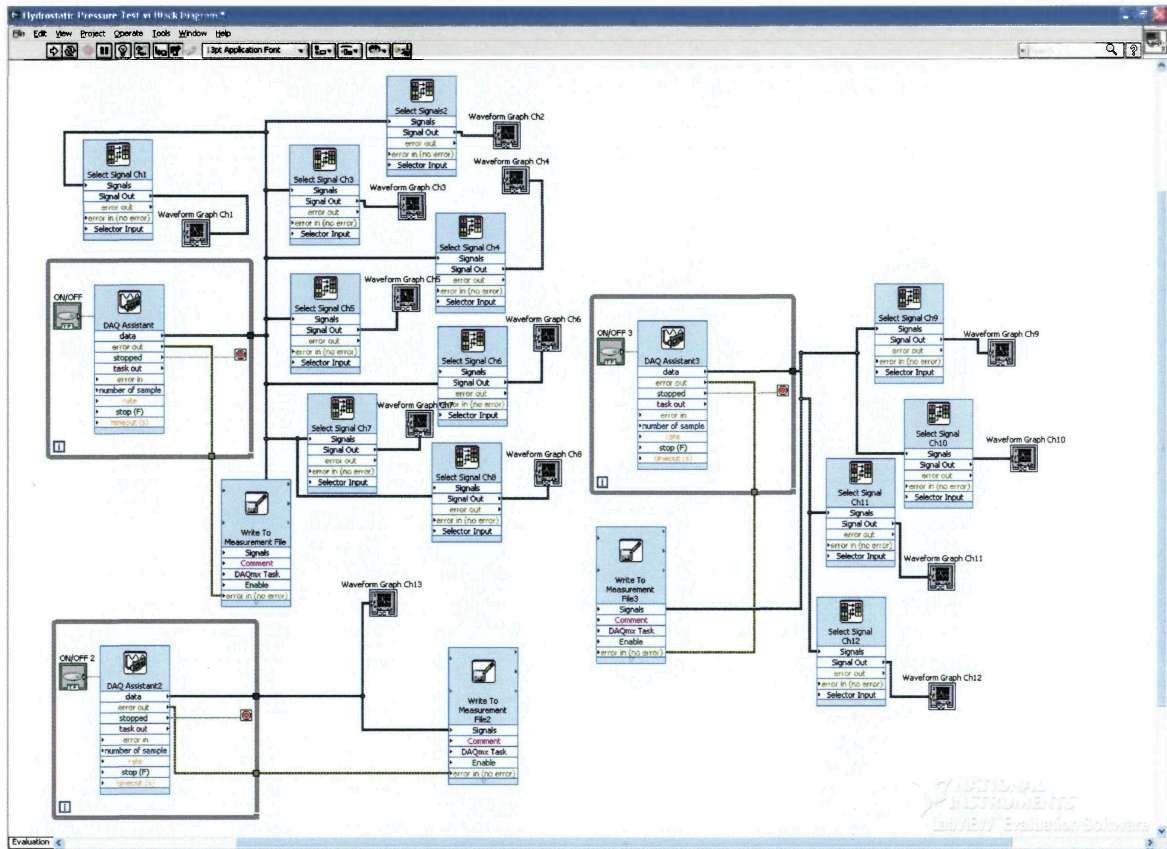 Hydrostatic Pressure Test.vi Block Diagram *
File Edit View Project Operate Tools Window Help
13pt Application Font
Search
Select Signals2
Signals
Signal Out
error out
error in (no error)
Selector Input
Waveform Graph Ch2
Select Signal Ch1
Signals
Signal Out
error out
error in (no error)
Selector Input
Waveform Graph Ch1
Select Signal Ch3
Signals
Signal Out
error out
error in (no error)
Selector Input
Waveform Graph Ch3
Waveform Graph Ch4
Select Signal Ch4
Signals
Signal Out
error out
error in (no error)
Selector Input
ON/OFF
TF
DAQ Assistant
data
error out
stopped
task out
error in
number of sample
rate
stop (F)
timeout (s)
i
Select Signal Ch5
Signals
Signal Out
error out
error in (no error)
Selector Input
Waveform Graph Ch5
Select Signal Ch6
Signals
Signal Out
error out
error in (no error)
Selector Input
Waveform Graph Ch6
Select Signal Ch7
Signals
Signal Out
error out
error in (no error)
Selector Input
Waveform Graph Ch7
Select Signal Ch8
Signals
Signal Out
error out
error in (no error)
Selector Input
Waveform Graph Ch8
Write To
Measurement File
Signals
Comment
DAQmx Task
Enable
error in (no error)
ON/OFF 2
TF
DAQ Assistant2
data
error out
stopped
task out
error in
number of sample
rate
stop (F)
timeout (s)
i
Waveform Graph Ch13
Write To
Measurement
File2
Signals
Comment
DAQmx Task
Enable
error in (no error)
ON/OFF 3
TF
DAQ Assistant3
data
error out
stopped
task out
error in
number of sample
rate
stop (F)
timeout (s)
i
Write To
Measurement
File3
Signals
Comment
DAQmx Task
Enable
error in (no error)
Select Signal Ch9
Signals
Signal Out
error out
error in (no error)
Selector Input
Waveform Graph Ch9
Select Signal
Ch10
Signals
Signal Out
error out
error in (no error)
Selector Input
Waveform Graph Ch10
Select Signal
Ch11
Signals
Signal Out
error out
error in (no error)
Selector Input
Waveform Graph Ch11
Select Signal
Ch12
Signals
Signal Out
error out
error in (no error)
Selector Input
Waveform Graph Ch12
NATIONAL
INSTRUMENTS
LabVIEW Evaluation Software
Evaluation